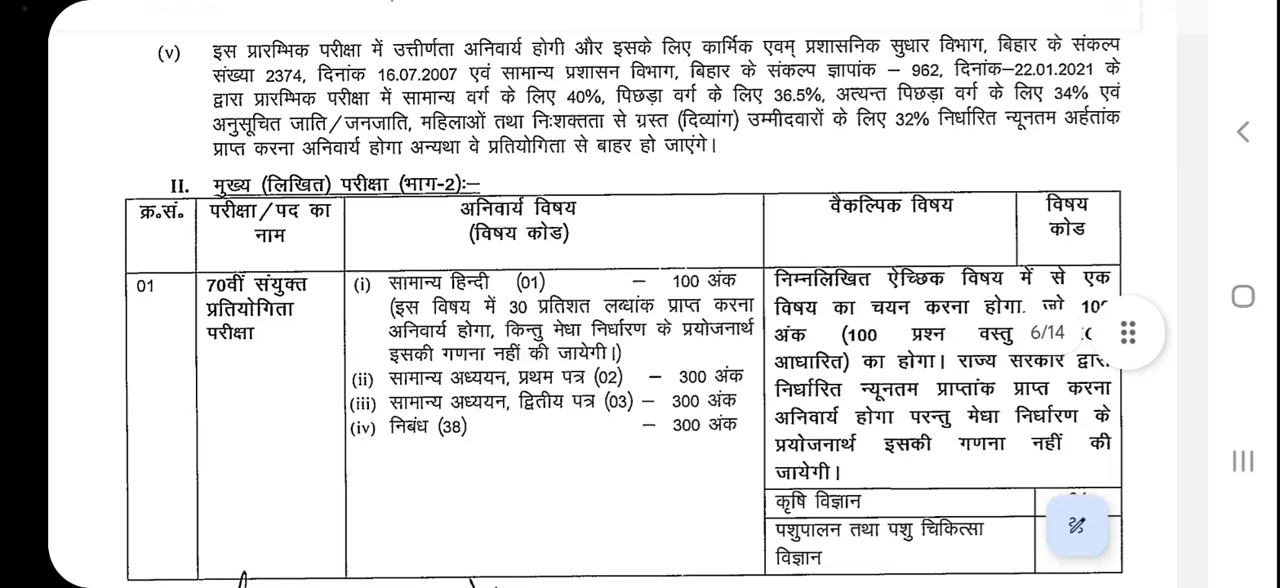 (v) इस प्रारम्भिक परीक्षा में उत्तीर्णता अनिवार्य होगी और इसके लिए कार्मिक एवम् प्रशासनिक सुधार विभाग, बिहार के संकल्प
संख्या 2374, दिनांक 16.07.2007 एवं सामान्य प्रशासन विभाग, बिहार के संकल्प ज्ञापांक – 962, दिनांक–22.01.2021 के
द्वारा प्रारम्भिक परीक्षा में सामान्य वर्ग के लिए 40%, पिछड़ा वर्ग के लिए 36.5%, अत्यन्त पिछड़ा वर्ग के लिए 34% एवं
अनुसूचित जाति/जनजाति, महिलाओं तथा निःशक्तता से ग्रस्त (दिव्यांग) उम्मीदवारों के लिए 32% निर्धारित न्यूनतम अर्हतांक
प्राप्त करना अनिवार्य होगा अन्यथा वे प्रतियोगिता से बाहर हो जाएंगे।
II. मुख्य (लिखित) परीक्षा (भाग-2):–
क्र०सं०
परीक्षा/पद का
नाम
अनिवार्य विषय
(विषय कोड)
वैकल्पिक विषय
विषय
कोड
01
70वीं संयुक्त
प्रतियोगिता
परीक्षा
(i) सामान्य हिन्दी (01) – 100 अंक
(इस विषय में 30 प्रतिशत लब्धांक प्राप्त करना
अनिवार्य होगा, किन्तु मेधा निर्धारण के प्रयोजनार्थ
इसकी गणना नहीं की जायेगी।)
(ii) सामान्य अध्ययन, प्रथम पत्र (02) – 300 अंक
(iii) सामान्य अध्ययन, द्वितीय पत्र (03) – 300 अंक
(iv) निबंध (38) – 300 अंक
निम्नलिखित ऐच्छिक विषय में से एक
विषय का चयन करना होगा, जो
अंक (100 प्रश्न वस्तु
आधारित) का होगा। राज्य सरकार
निर्धारित न्यूनतम प्राप्तांक प्राप्त करना
अनिवार्य होगा परन्तु मेधा निर्धारण के
प्रयोजनार्थ इसकी गणना नहीं की
जायेगी।
कृषि विज्ञान
पशुपालन तथा पशु चिकित्सा
विज्ञान
6/14